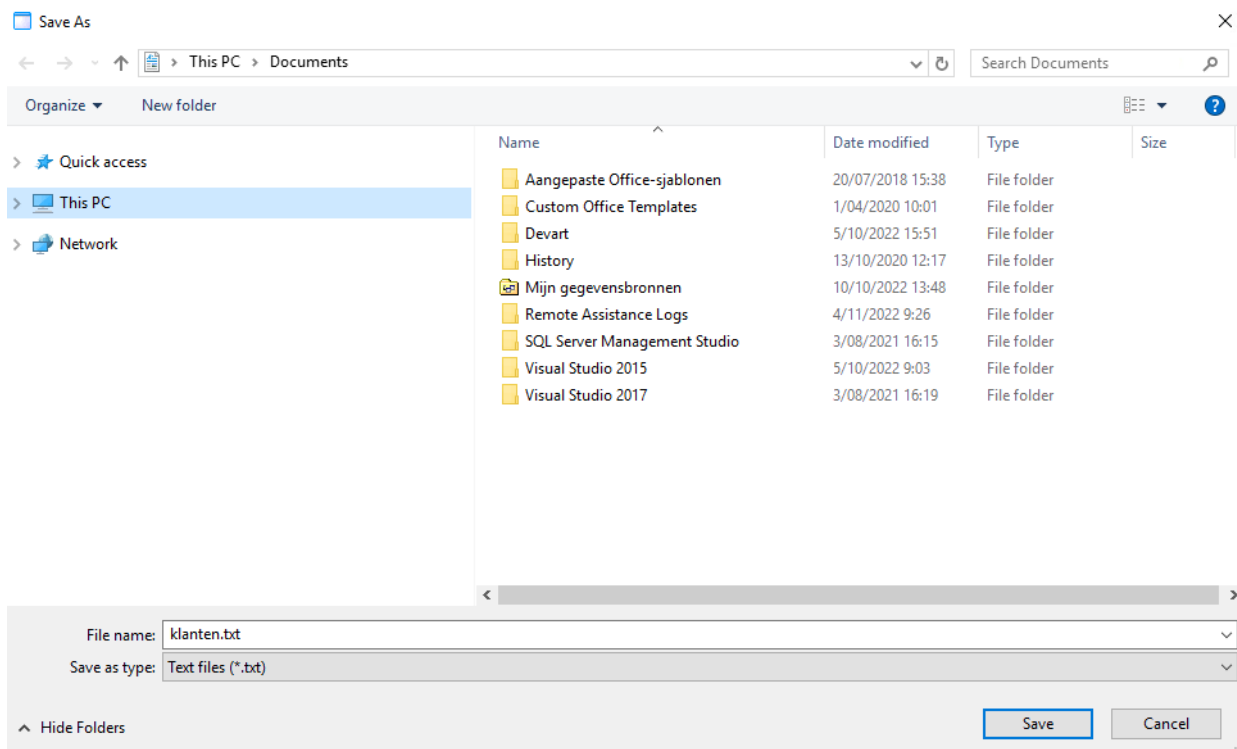 Save As
This PC > Documents
Search Documents
Organize New folder
Name Date modified Type Size
Quick access
This PC
Network
Aangepaste Office-sjablonen 20/07/2018 15:38 File folder
Custom Office Templates 1/04/2020 10:01 File folder
Devart 5/10/2022 15:51 File folder
History 13/10/2020 12:17 File folder
Mijn gegevensbronnen 10/10/2022 13:48 File folder
Remote Assistance Logs 4/11/2022 9:26 File folder
SQL Server Management Studio 3/08/2021 16:15 File folder
Visual Studio 2015 5/10/2022 9:03 File folder
Visual Studio 2017 3/08/2021 16:19 File folder
File name: klanten.txt
Save as type: Text files (*.txt)
Hide Folders Save Cancel